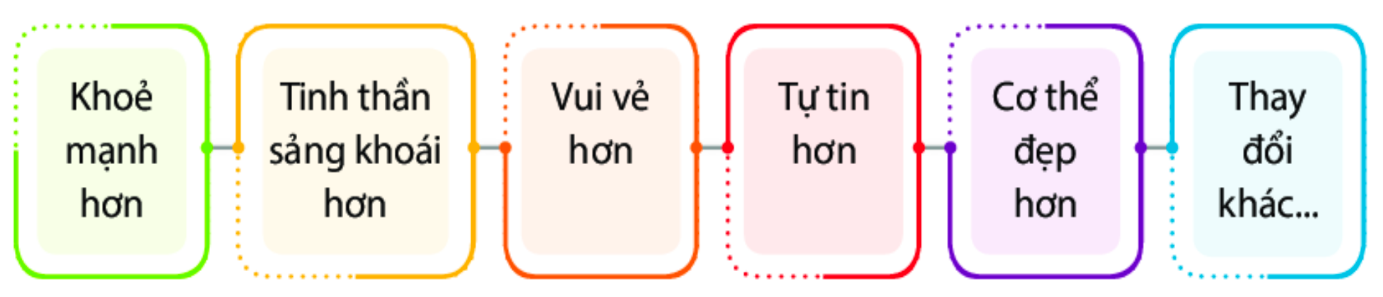 Khoẻ
mạnh
hơn
Tinh thần
sảng khoái
hơn
Vui vẻ
hơn
Tự tin
hơn
Cơ thể
đẹp
hơn
Thay
đổi
khác...